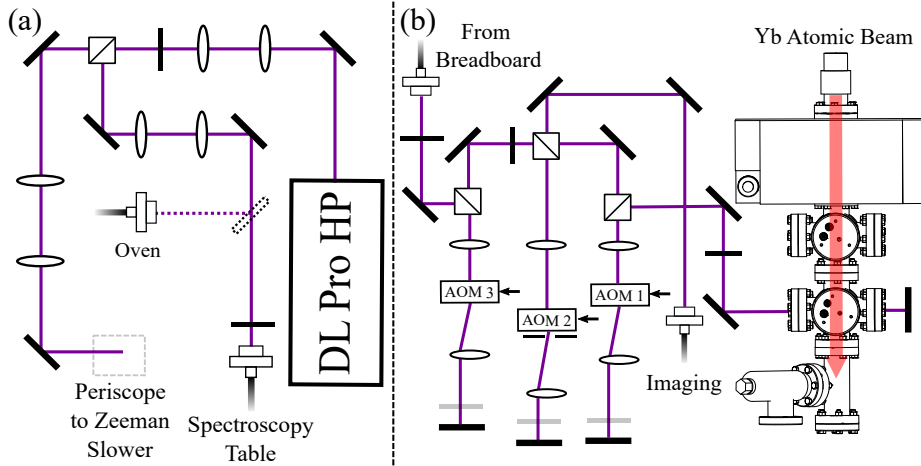 (a)
DL Pro HP
Oven
Periscope
to Zeeman
Slower
Spectroscopy
Table
(b)
From
Breadboard
Yb Atomic Beam
AOM 3
AOM 2
AOM 1
Imaging